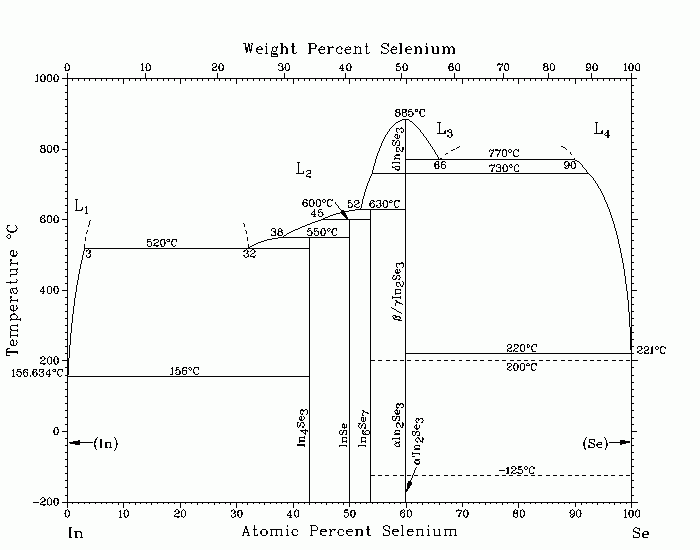 Weight Percent Selenium
0 10 20 30 40 50 60 70 80 90 100
1000
885°C
L₃
L₄
800
δIn₂Se₃
770°C
66
90
730°C
L₂
600°C
52
630°C
L₁
45
600
38
550°C
520°C
3
32
Temperature °C
400
β/γIn₂Se₃
220°C
221°C
200
200°C
156.634°C
156°C
In₄Se₃
InSe
In₆Se₇
αIn₂Se₃
α'In₂Se₃
0
(In)
(Se)
-125°C
-200
0 10 20 30 40 50 60 70 80 90 100
In
Atomic Percent Selenium
Se